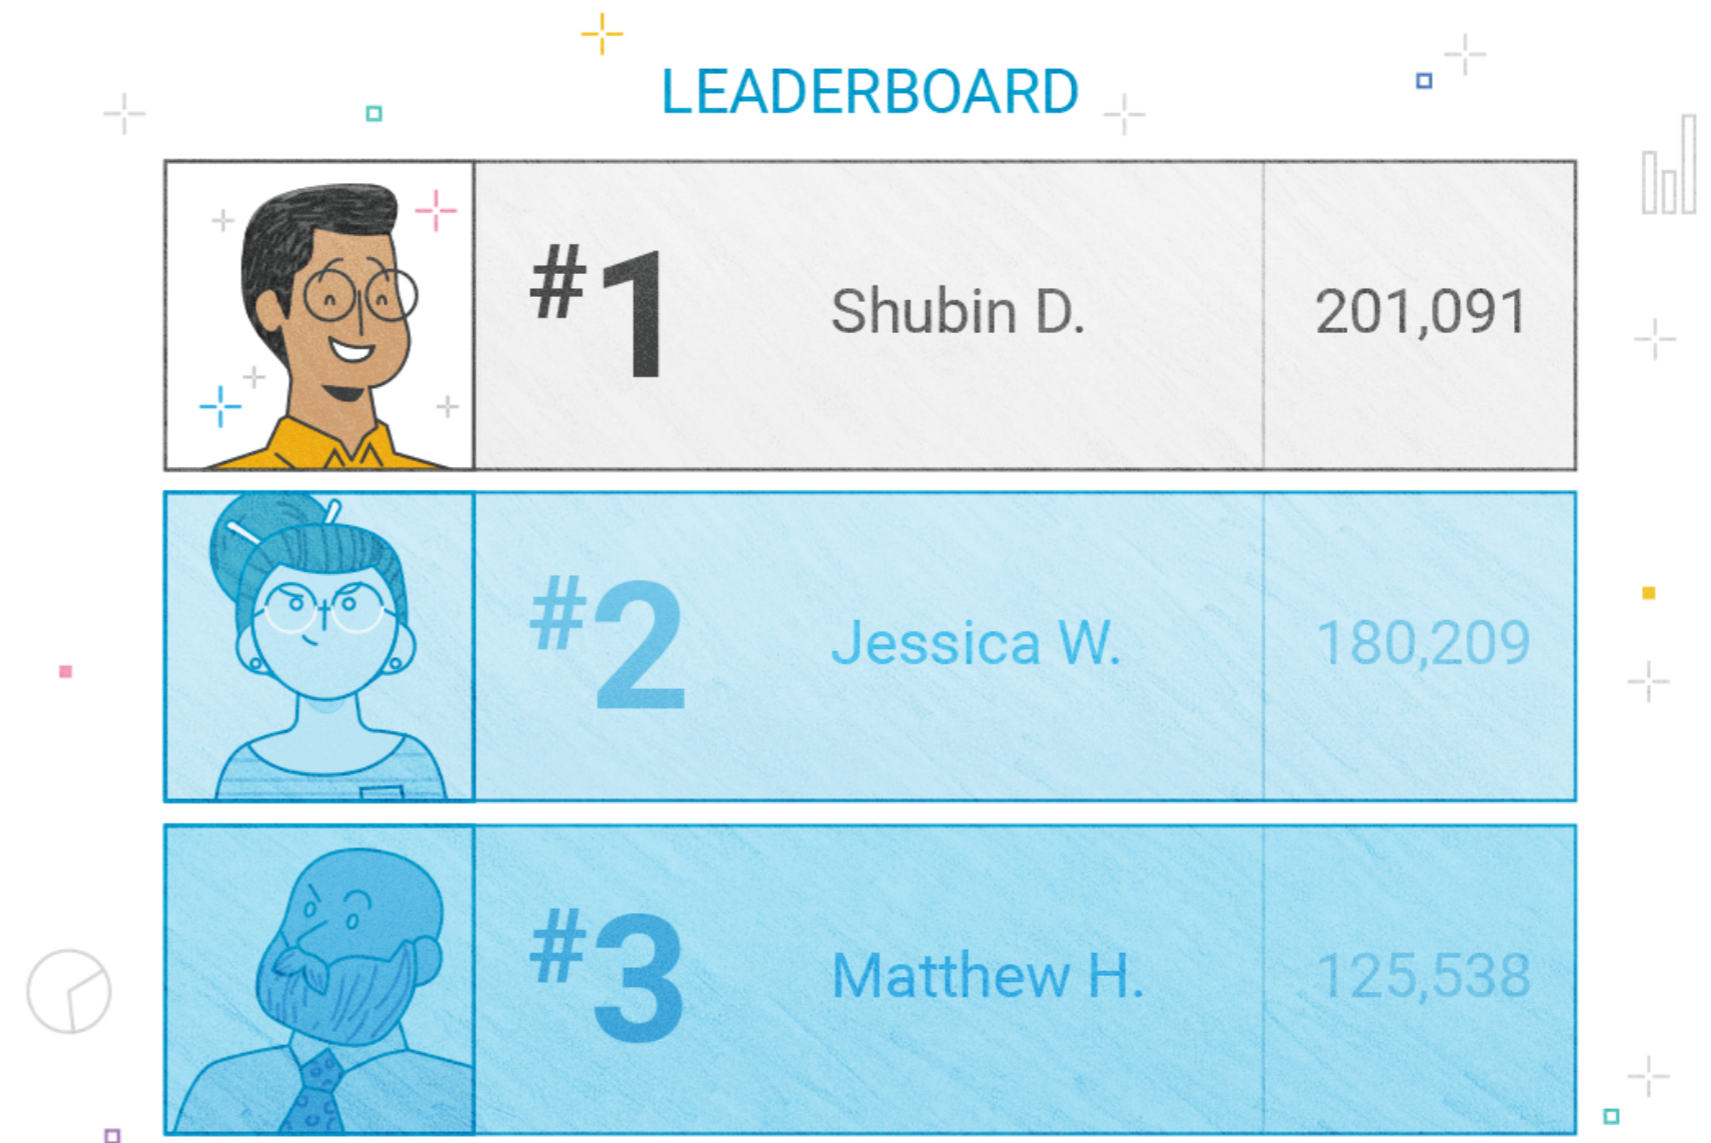 LEADERBOARD
#1 Shubin D. 201,091
#2 Jessica W. 180,209
#3 Matthew H. 125,538